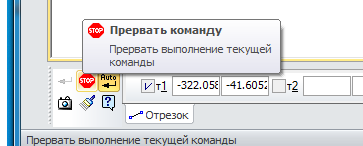 STOP Прервать команду
Прервать выполнение текущей
команды
STOP Auto т1 -322.058 -41.6052 т2
Отрезок
Прервать выполнение текущей команды